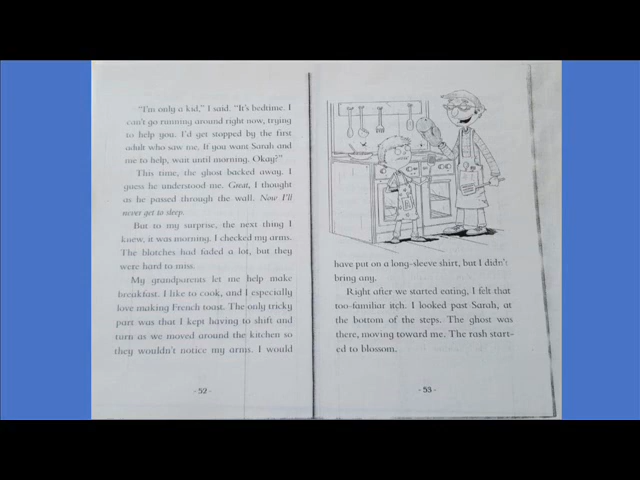 "I'm only a kid," I said. "It's bedtime. I
can't go running around right now, trying
to help you. I'd get stopped by the first
adult who saw me. If you want Sarah and
me to help, wait until morning. Okay?"
This time, the ghost backed away. I
guess he understood me. Great, I thought
as he passed through the wall. Now I'll
never get to sleep.
But to my surprise, the next thing I
knew, it was morning. I checked my arms.
The blotches had faded a lot, but they
were hard to miss.
My grandparents let me help make
breakfast. I like to cook, and I especially
love making French toast. The only tricky
part was that I kept having to shift and
turn as we moved around the kitchen so
they wouldn't notice my arms. I would
- 52 -
have put on a long-sleeve shirt, but I didn't
bring any.
Right after we started eating, I felt that
too-familiar itch. I looked past Sarah, at
the bottom of the steps. The ghost was
there, moving toward me. The rash start-
ed to blossom.
- 53 -